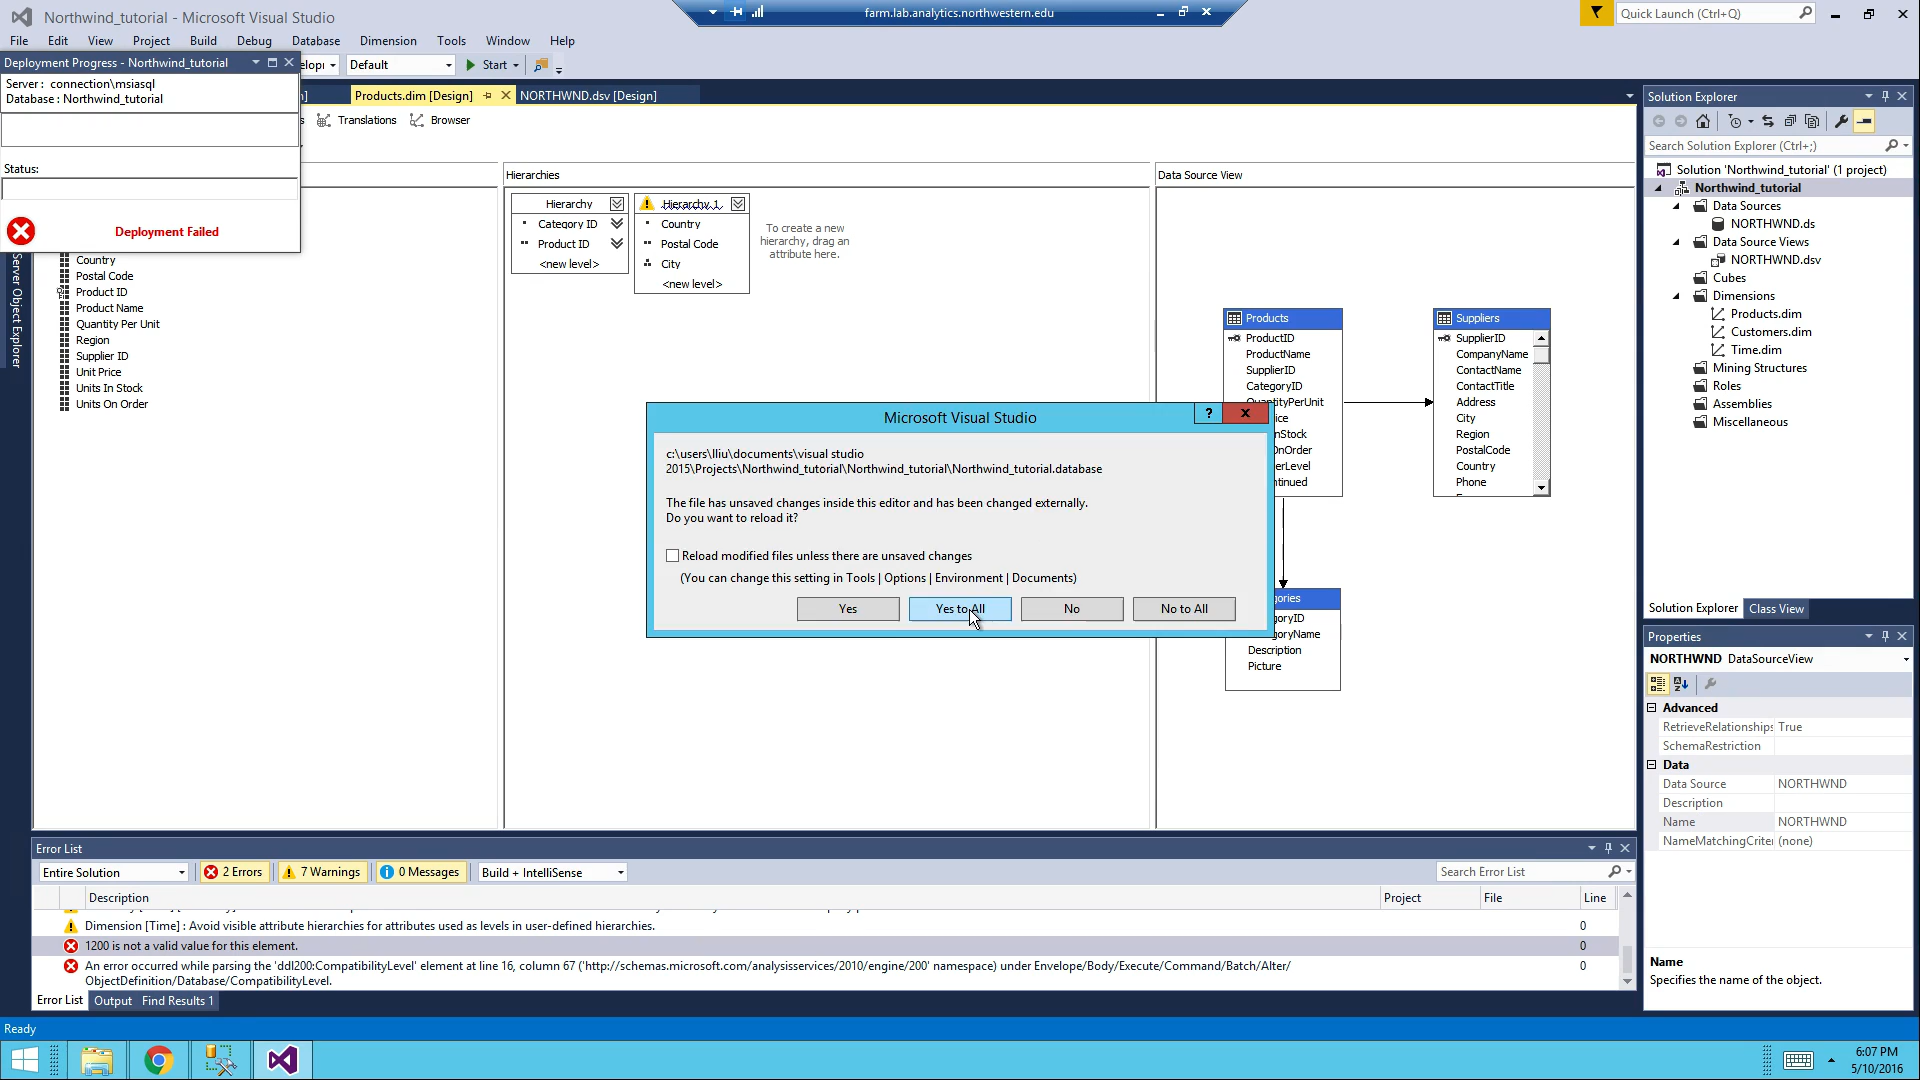 Northwind_tutorial - Microsoft Visual Studio
farm.lab.analytics.northwestern.edu
Quick Launch (Ctrl+Q)
File Edit View Project Build Debug Database Dimension Tools Window Help
Deployment Progress - Northwind_tutorial
Default
Start
Server : connection\msiasql
Database : Northwind_tutorial
Status:
Deployment Failed
Products.dim [Design]
NORTHWND.dsv [Design]
Translations
Browser
Server Object Explorer
Country
Postal Code
Product ID
Product Name
Quantity Per Unit
Region
Supplier ID
Unit Price
Units In Stock
Units On Order
Hierarchies
Hierarchy
Category ID
Product ID
<new level>
Hierarchy 1
Country
Postal Code
City
<new level>
To create a new
hierarchy, drag an
attribute here.
Data Source View
Products
ProductID
ProductName
SupplierID
CategoryID
QuantityPerUnit
Suppliers
SupplierID
CompanyName
ContactName
ContactTitle
Address
City
Region
PostalCode
Country
Phone
Description
Picture
Microsoft Visual Studio
c:\users\lliu\documents\visual studio
2015\Projects\Northwind_tutorial\Northwind_tutorial\Northwind_tutorial.database
The file has unsaved changes inside this editor and has been changed externally.
Do you want to reload it?
Reload modified files unless there are unsaved changes
(You can change this setting in Tools | Options | Environment | Documents)
Yes
Yes to All
No
No to All
Solution Explorer
Search Solution Explorer (Ctrl+;)
Solution 'Northwind_tutorial' (1 project)
Northwind_tutorial
Data Sources
NORTHWND.ds
Data Source Views
NORTHWND.dsv
Cubes
Dimensions
Products.dim
Customers.dim
Time.dim
Mining Structures
Roles
Assemblies
Miscellaneous
Solution Explorer
Class View
Properties
NORTHWND DataSourceView
Advanced
RetrieveRelationships True
SchemaRestriction
Data
Data Source NORTHWND
Description
Name NORTHWND
NameMatchingCriter (none)
Name
Specifies the name of the object.
Error List
Entire Solution
2 Errors
7 Warnings
0 Messages
Build + IntelliSense
Search Error List
Description Project File Line
Dimension [Time] : Avoid visible attribute hierarchies for attributes used as levels in user-defined hierarchies. 0
1200 is not a valid value for this element. 0
An error occurred while parsing the 'ddl200:CompatibilityLevel' element at line 16, column 67 ('http://schemas.microsoft.com/analysisservices/2010/engine/200' namespace) under Envelope/Body/Execute/Command/Batch/Alter/ 0
ObjectDefinition/Database/CompatibilityLevel.
Error List Output Find Results 1
Ready
6:07 PM
5/10/2016